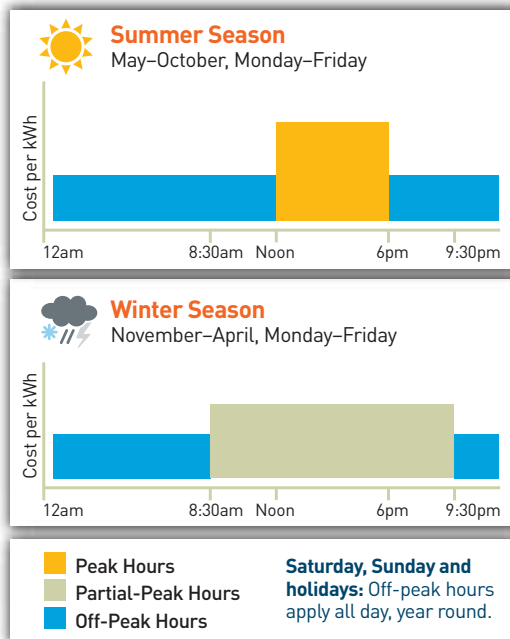 Summer Season
May–October, Monday–Friday
Cost per kWh
12am 8:30am Noon 6pm 9:30pm
Winter Season
November–April, Monday–Friday
Cost per kWh
12am 8:30am Noon 6pm 9:30pm
Peak Hours
Partial-Peak Hours
Off-Peak Hours
Saturday, Sunday and
holidays: Off-peak hours
apply all day, year round.